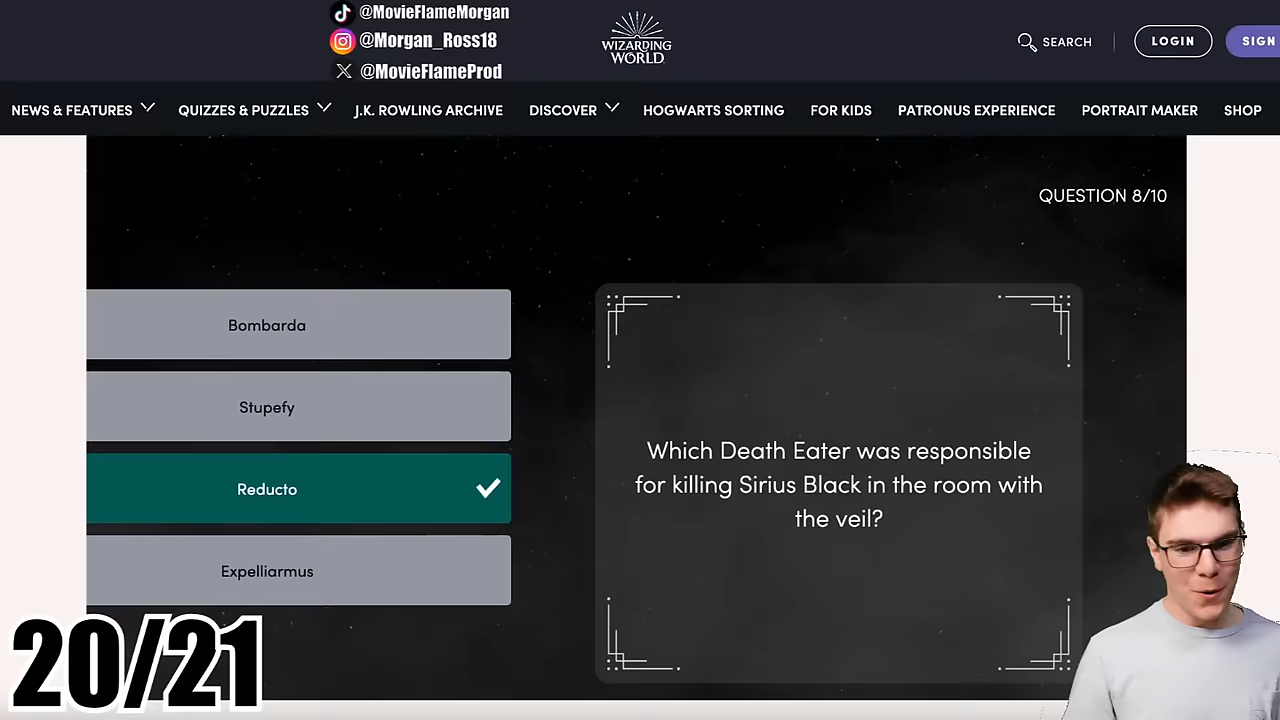 @MovieFlameMorgan
@Morgan_Ross18
@MovieFlameProd
WIZARDING
WORLD
SEARCH
LOGIN
SIGN
NEWS & FEATURES
QUIZZES & PUZZLES
J.K. ROWLING ARCHIVE
DISCOVER
HOGWARTS SORTING
FOR KIDS
PATRONUS EXPERIENCE
PORTRAIT MAKER
SHOP
QUESTION 8/10
Bombarda
Stupefy
Reducto
Expelliarmus
Which Death Eater was responsible
for killing Sirius Black in the room with
the veil?
20/21